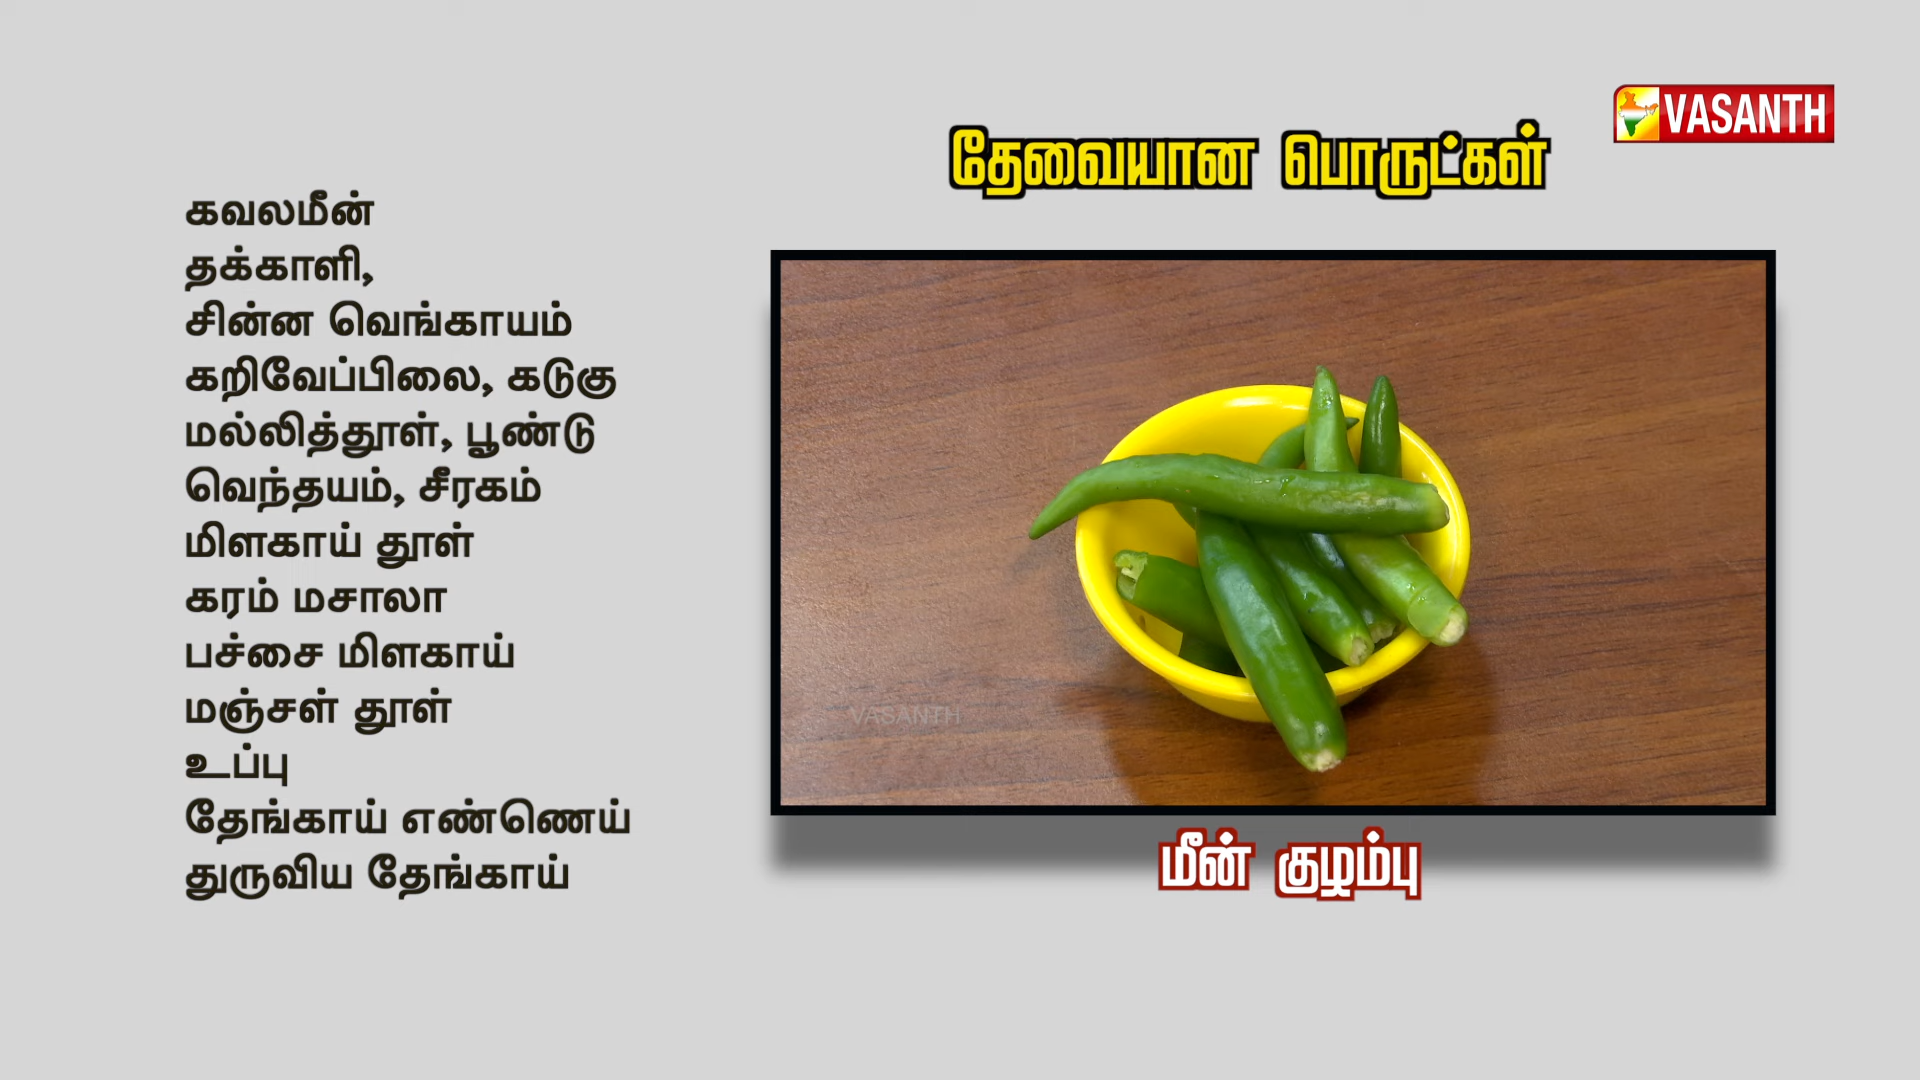 VASANTH
தேவையான பொருட்கள்
கவலமீன்
தக்காளி,
சின்ன வெங்காயம்
கறிவேப்பிலை, கடுகு
மல்லித்தூள், பூண்டு
வெந்தயம், சீரகம்
மிளகாய் தூள்
கரம் மசாலா
பச்சை மிளகாய்
மஞ்சள் தூள்
உப்பு
தேங்காய் எண்ணெய்
துருவிய தேங்காய்
VASANTH
மீன் குழம்பு